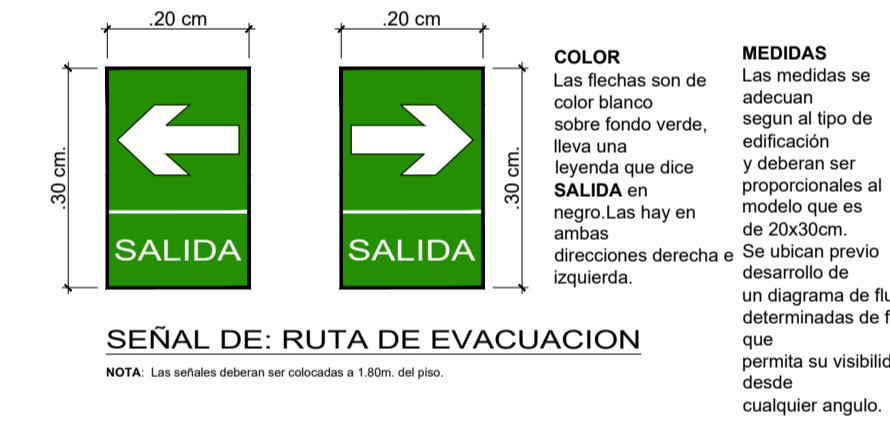 .20 cm
.20 cm
.30 cm.
SALIDA
SALIDA
.30 cm.
SEÑAL DE: RUTA DE EVACUACION
NOTA: Las señales deberan ser colocadas a 1.80m. del piso.
COLOR
Las flechas son de
color blanco
sobre fondo verde,
lleva una
leyenda que dice
SALIDA en
negro.Las hay en
ambas
direcciones derecha e
izquierda.
MEDIDAS
Las medidas se
adecuan
segun al tipo de
edificación
y deberan ser
proporcionales al
modelo que es
de 20x30cm.
Se ubican previo
desarrollo de
un diagrama de
determinadas de
que
permita su
desde
cualquier angulo.